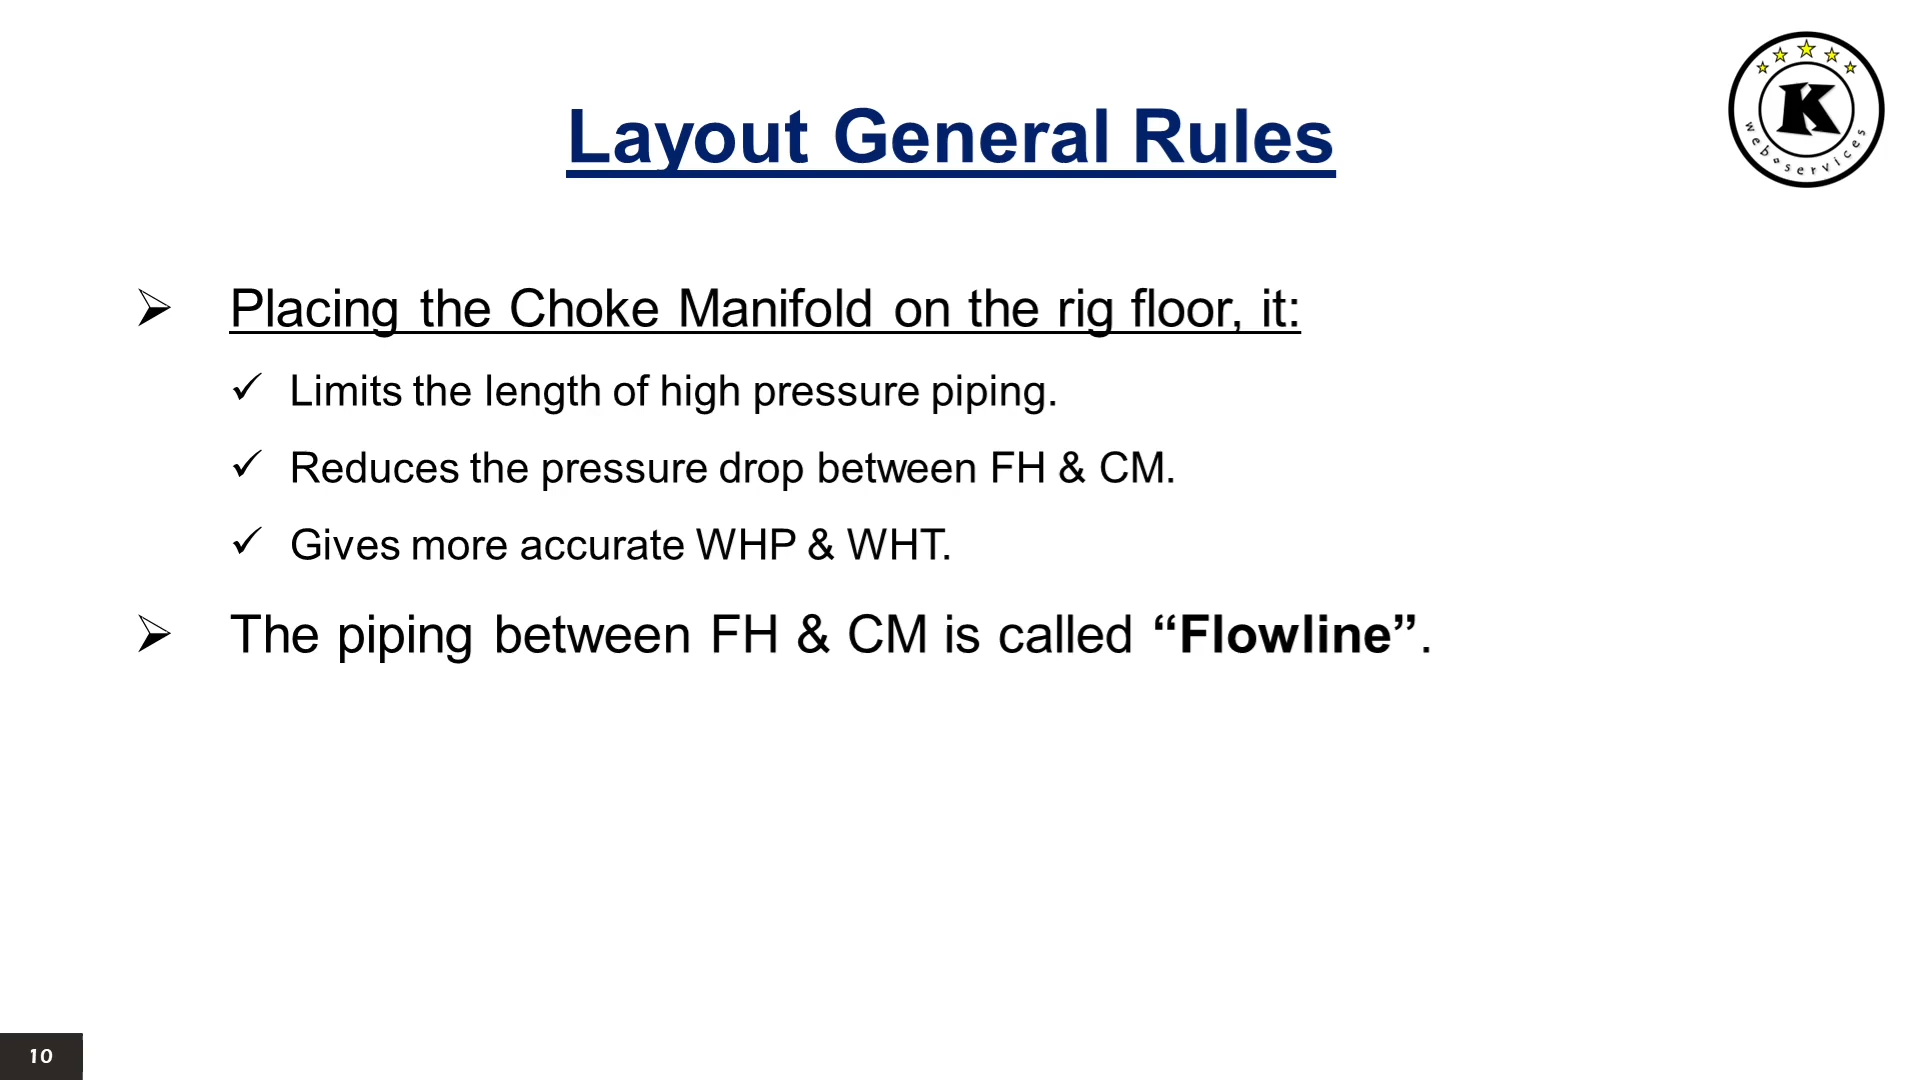 Layout General Rules
K
web•services
Placing the Choke Manifold on the rig floor, it:
Limits the length of high pressure piping.
Reduces the pressure drop between FH & CM.
Gives more accurate WHP & WHT.
The piping between FH & CM is called “Flowline”.
10